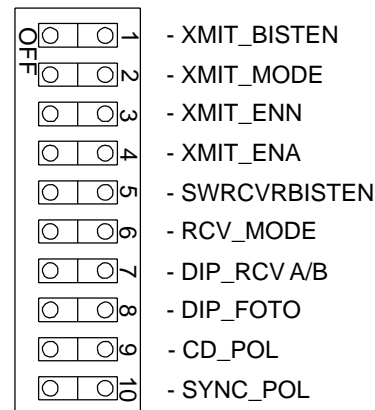 OFF
1 - XMIT_BISTEN
2 - XMIT_MODE
3 - XMIT_ENN
4 - XMIT_ENA
5 - SWRCVRBISTEN
6 - RCV_MODE
7 - DIP_RCV A/B
8 - DIP_FOTO
9 - CD_POL
10 - SYNC_POL